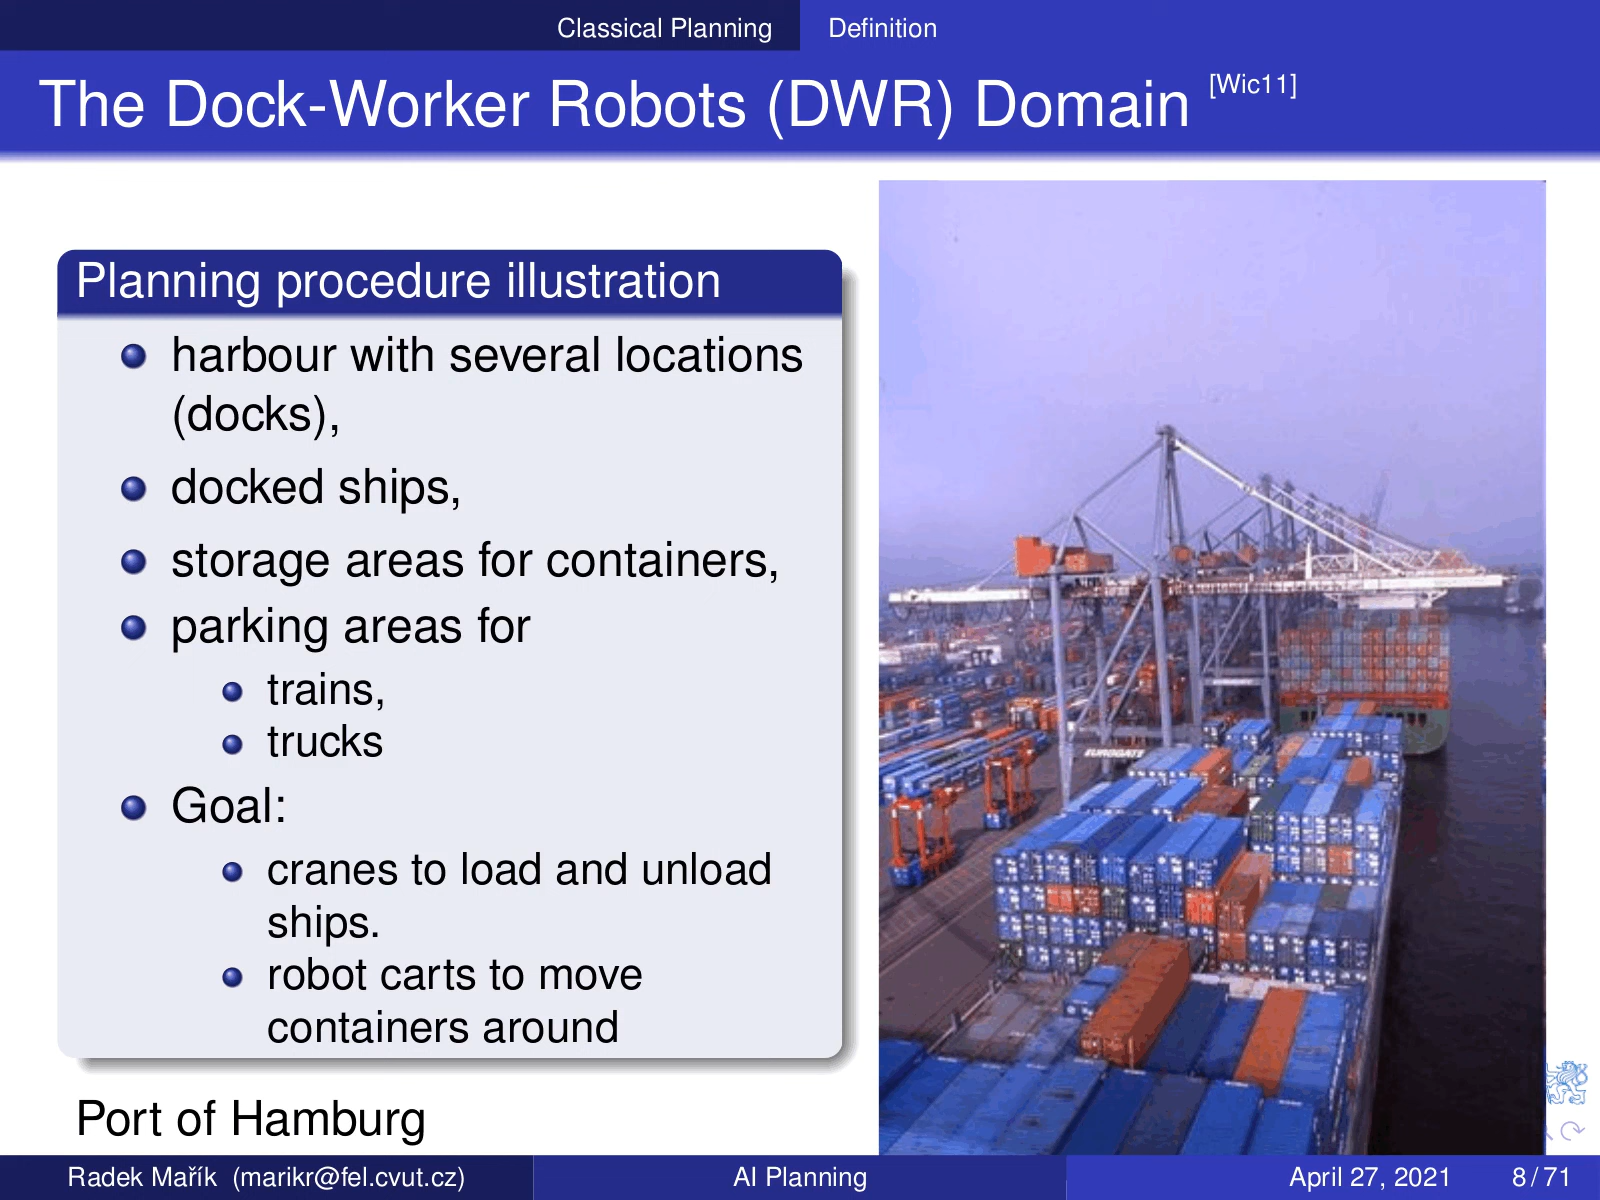 Classical Planning Definition
The Dock-Worker Robots (DWR) Domain [Wic11]
Planning procedure illustration
harbour with several locations
(docks),
docked ships,
storage areas for containers,
parking areas for
trains,
trucks
Goal:
cranes to load and unload
ships.
robot carts to move
containers around
Port of Hamburg
EUROGATE
Radek Mařík (marikr@fel.cvut.cz) AI Planning April 27, 2021 8 / 71